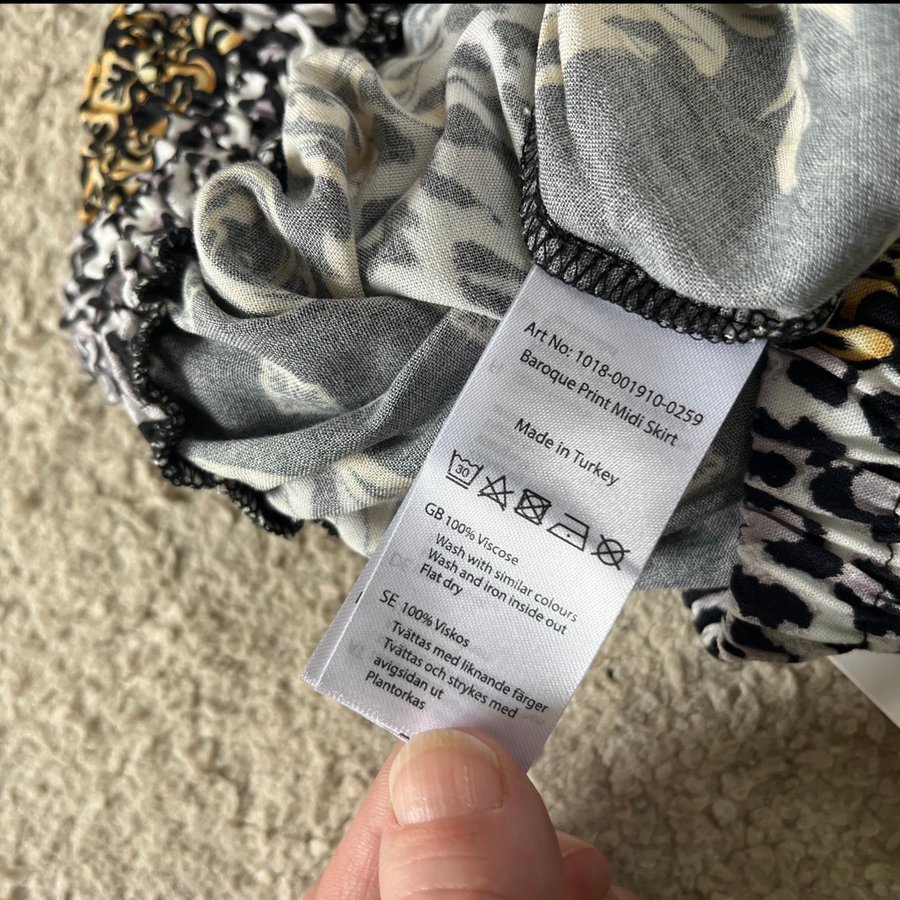 Art No: 1018-001910-0259
Baroque Print Midi Skirt
Made in Turkey
30
GB 100% Viscose
Wash with similar colours
Wash and iron inside out
Flat dry
SE 100% Viskos
Tvättas med liknande färger
Tvättas och strykes med
avigsidan ut
Plantorkas